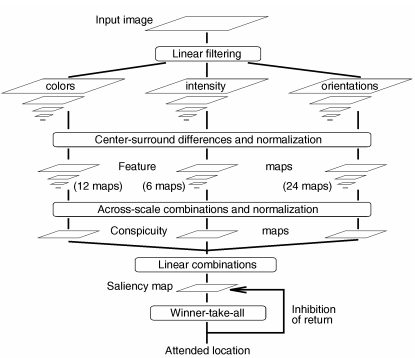 Input image
Linear filtering
colors intensity orientations
Center-surround differences and normalization
Feature maps
(12 maps) (6 maps) (24 maps)
Across-scale combinations and normalization
Conspicuity maps
Linear combinations
Saliency map
Winner-take-all
Inhibition
of return
Attended location